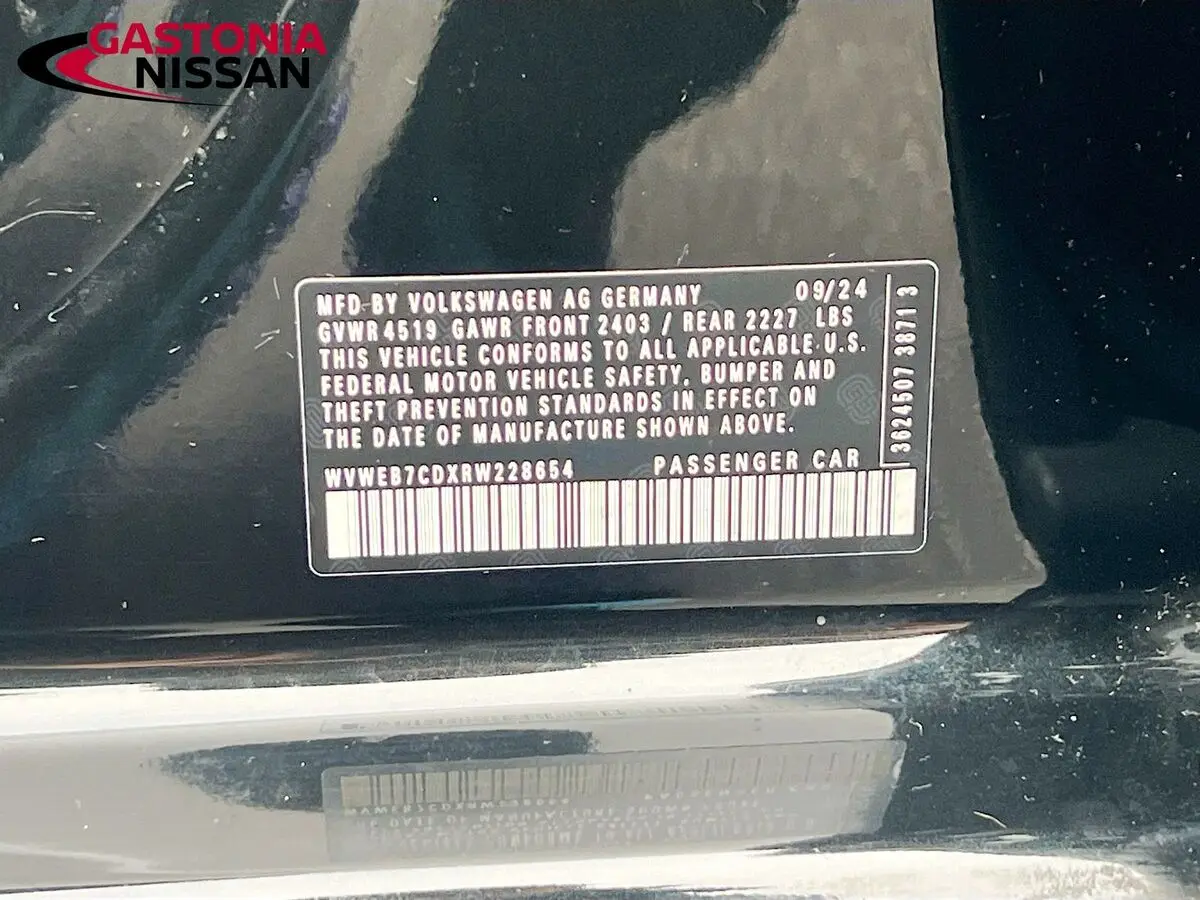 GASTONIA
NISSAN
MFD BY VOLKSWAGEN AG GERMANY 09/24
GVWR 4519 GAWR FRONT 2403 / REAR 2227 LBS
THIS VEHICLE CONFORMS TO ALL APPLICABLE U.S.
FEDERAL MOTOR VEHICLE SAFETY, BUMPER AND
THEFT PREVENTION STANDARDS IN EFFECT ON
THE DATE OF MANUFACTURE SHOWN ABOVE.
WVWEB7CDXRW228654 PASSENGER CAR
3624507 38713